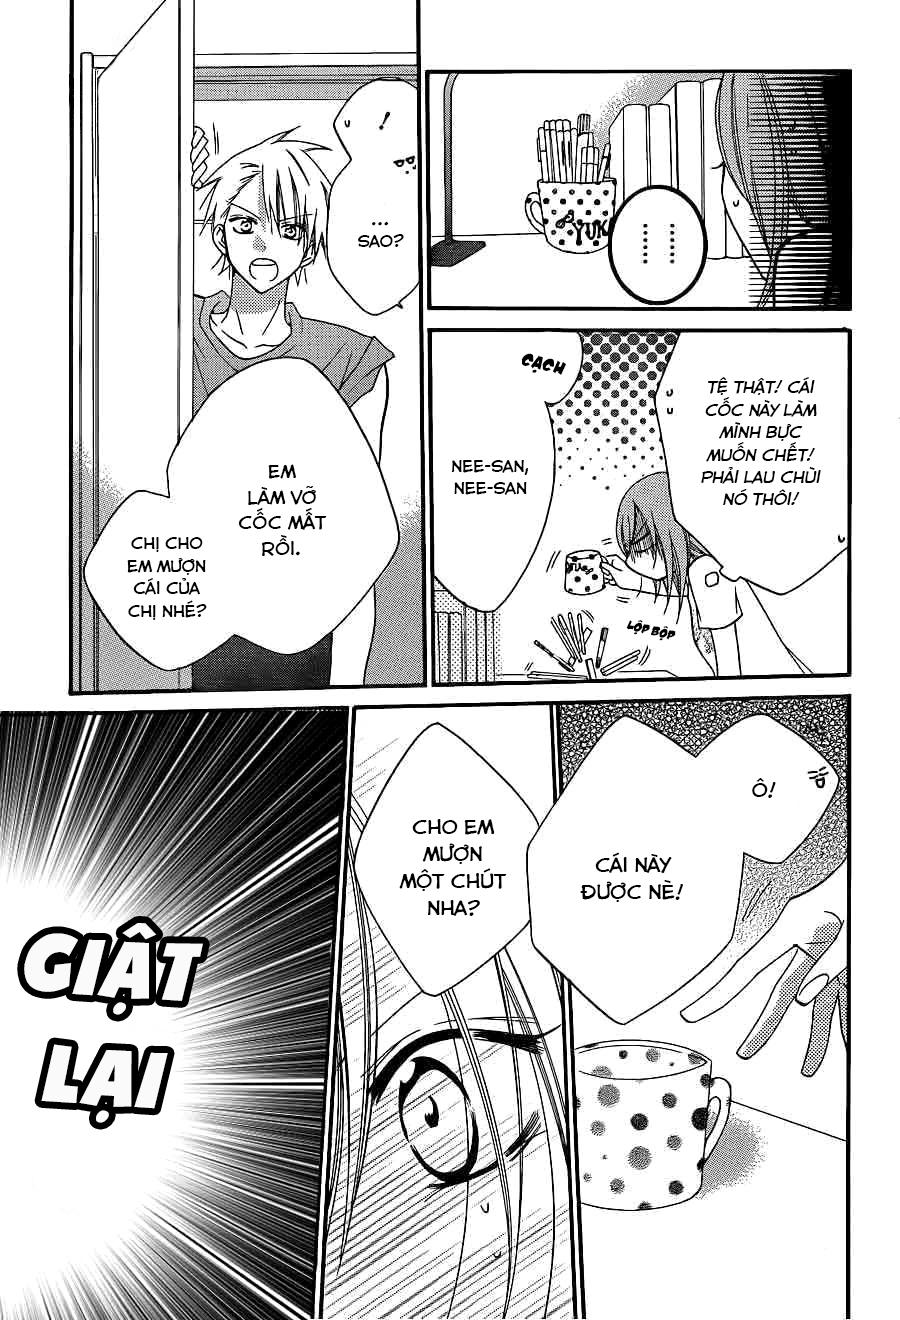 YUK
......
......
TỆ THẬT! CÁI
CỐC NÀY LÀM
MÌNH BỰC
MUỐN CHẾT!
PHẢI LAU CHÙI
NÓ THÔI!
YUKI
LỘP BỘP
CẠCH
NEE-SAN,
NEE-SAN
!
...
SAO?
EM
LÀM VỠ
CỐC MẤT
RỒI.
CHỊ CHO
EM MƯỢN
CÁI CỦA
CHỊ NHÉ?
Ô!
CÁI NÀY
ĐƯỢC NÈ!
CHO EM
MƯỢN
MỘT CHÚT
NHA?
GIẬT
LẠI